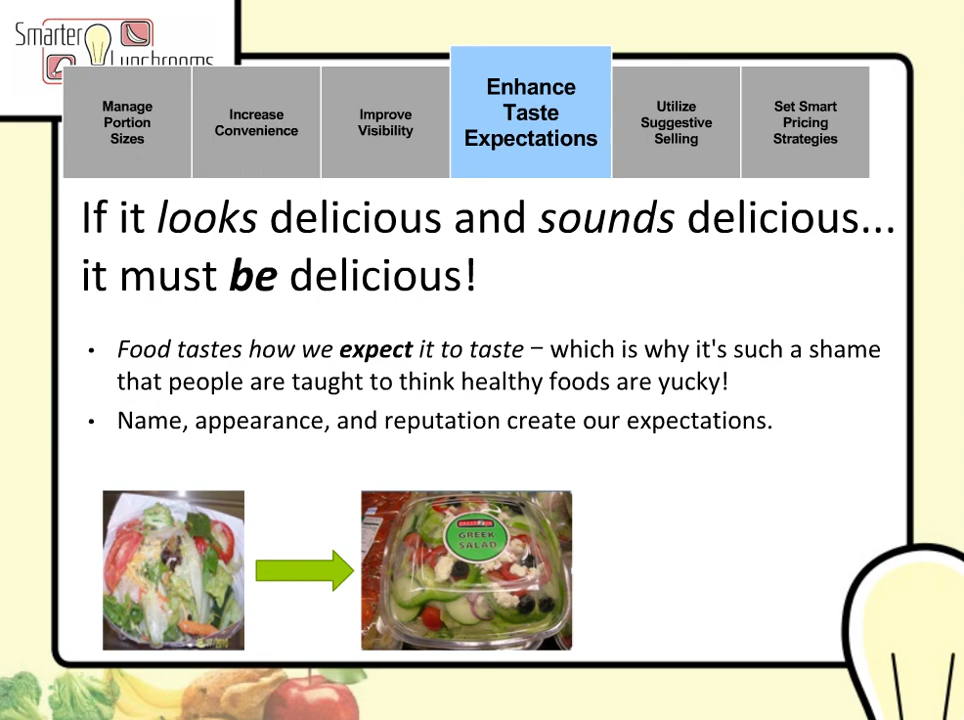 Smarter
Lunchrooms
Manage
Portion
Sizes
Increase
Convenience
Improve
Visibility
Enhance
Taste
Expectations
Utilize
Suggestive
Selling
Set Smart
Pricing
Strategies
If it looks delicious and sounds delicious...
it must be delicious!
• Food tastes how we expect it to taste – which is why it's such a shame
that people are taught to think healthy foods are yucky!
• Name, appearance, and reputation create our expectations.
GREEK
SALAD